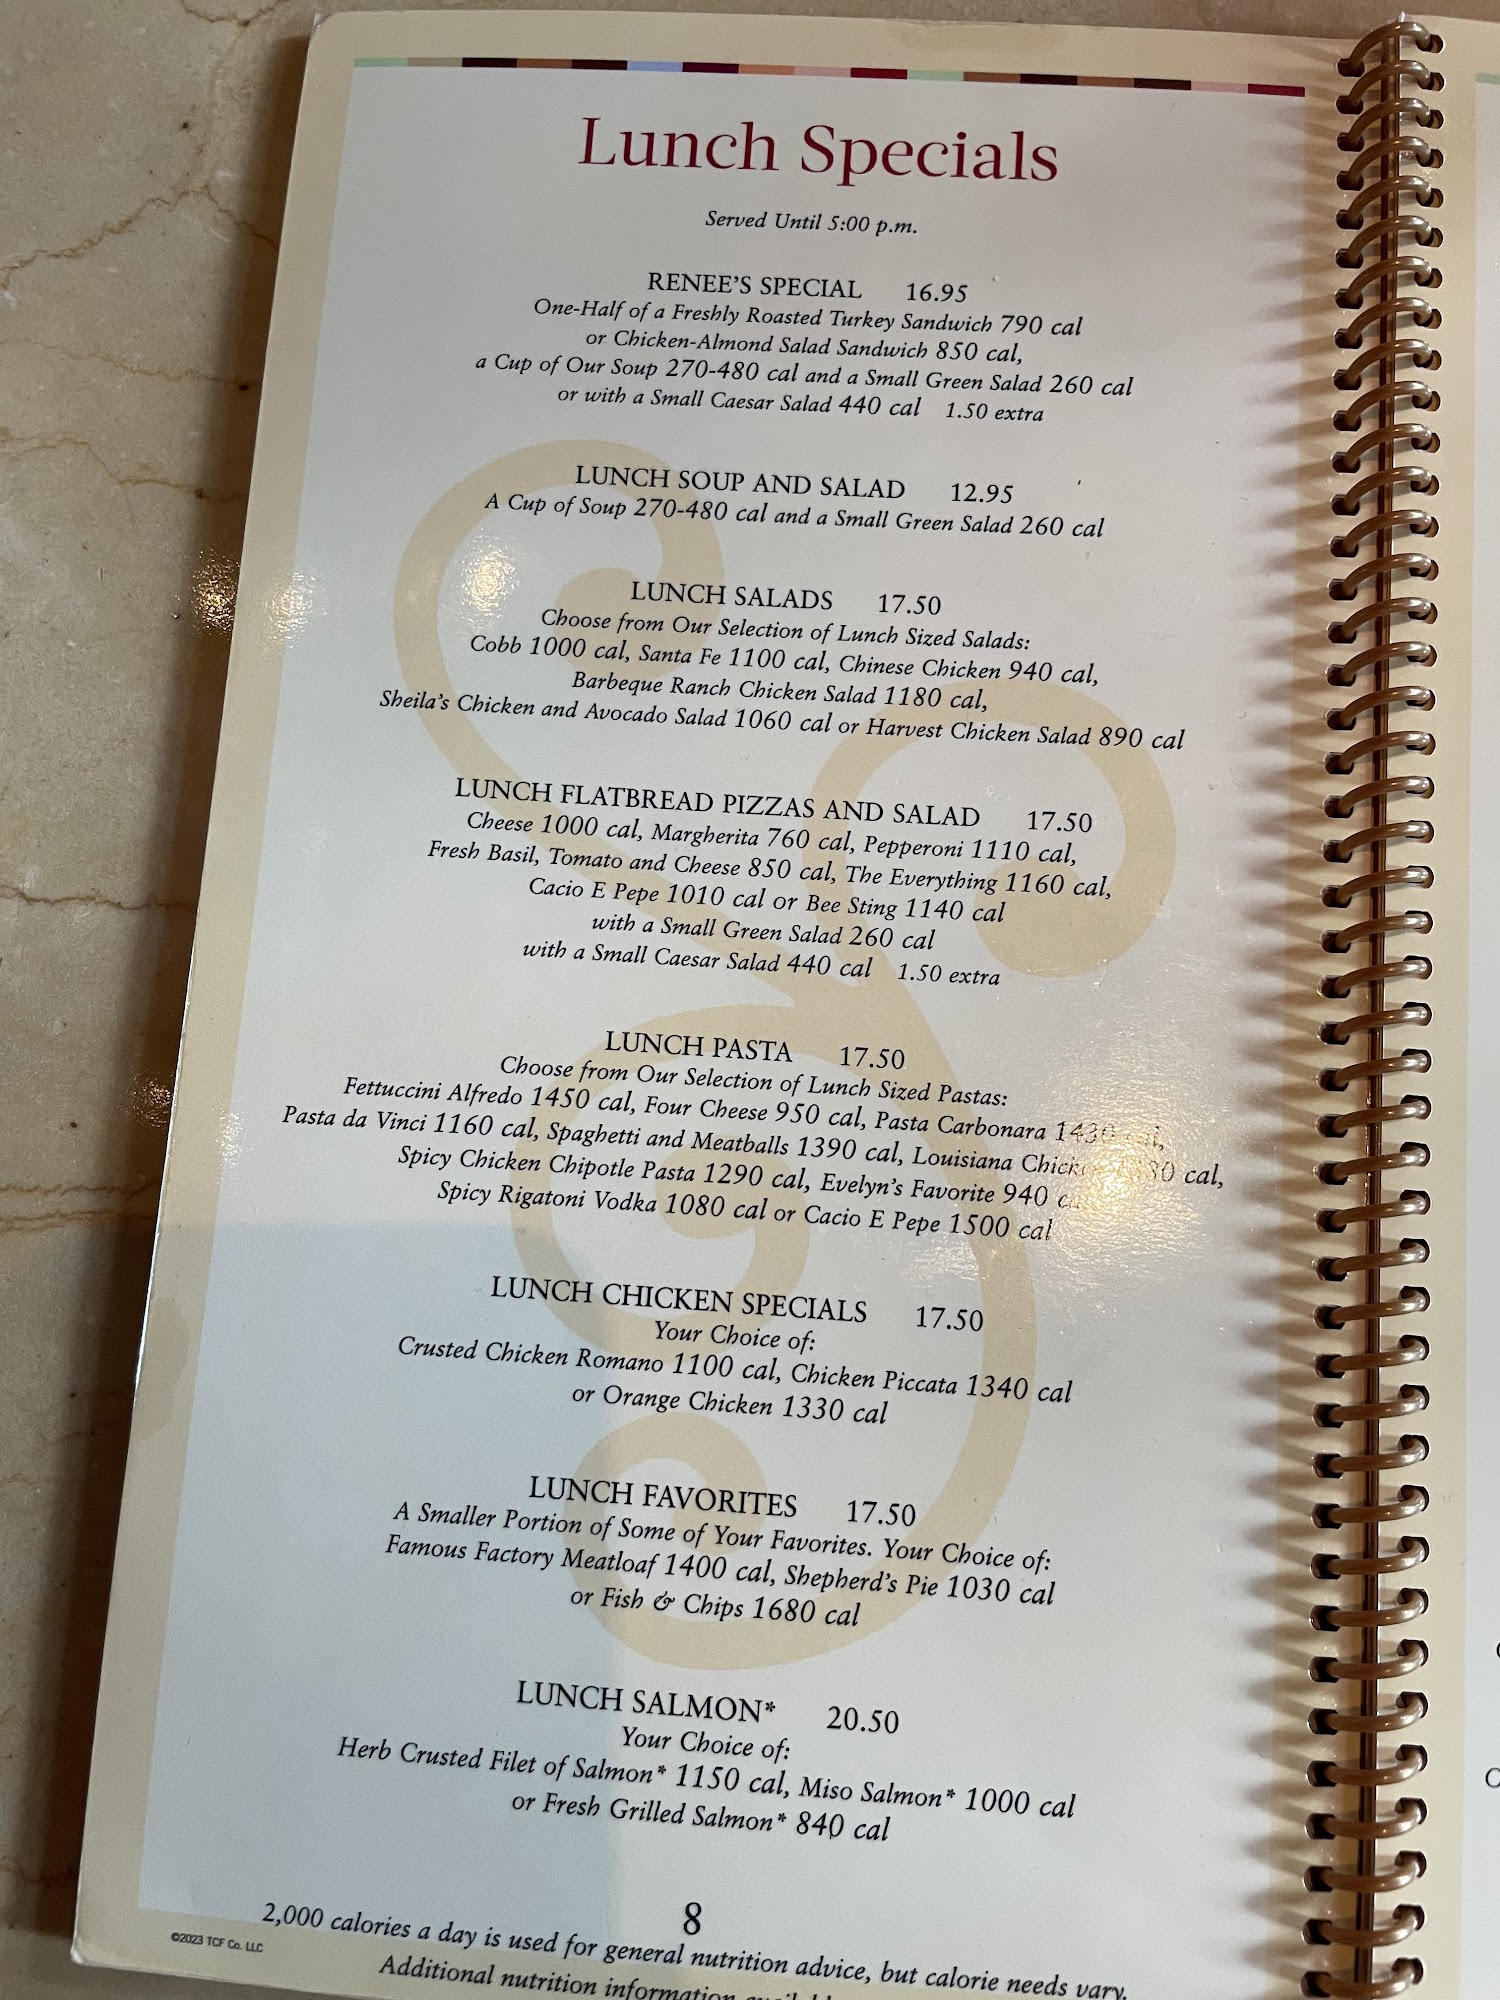 Lunch Specials
Served Until 5:00 p.m.
RENEE'S SPECIAL 16.95
One-Half of a Freshly Roasted Turkey Sandwich 790 cal
or Chicken-Almond Salad Sandwich 850 cal,
a Cup of Our Soup 270-480 cal and a Small Green Salad 260 cal
or with a Small Caesar Salad 440 cal 1.50 extra
LUNCH SOUP AND SALAD 12.95
A Cup of Soup 270-480 cal and a Small Green Salad 260 cal
LUNCH SALADS 17.50
Choose from Our Selection of Lunch Sized Salads:
Cobb 1000 cal, Santa Fe 1100 cal, Chinese Chicken 940 cal,
Barbeque Ranch Chicken Salad 1180 cal,
Sheila's Chicken and Avocado Salad 1060 cal or Harvest Chicken Salad 890 cal
LUNCH FLATBREAD PIZZAS AND SALAD 17.50
Cheese 1000 cal, Margherita 760 cal, Pepperoni 1110 cal,
Fresh Basil, Tomato and Cheese 850 cal, The Everything 1160 cal,
Cacio E Pepe 1010 cal or Bee Sting 1140 cal
with a Small Green Salad 260 cal
with a Small Caesar Salad 440 cal 1.50 extra
LUNCH PASTA 17.50
Choose from Our Selection of Lunch Sized Pastas:
Fettuccini Alfredo 1450 cal, Four Cheese 950 cal, Pasta Carbonara 1430 cal,
Pasta da Vinci 1160 cal, Spaghetti and Meatballs 1390 cal, Louisiana Chicken cal,
Spicy Chicken Chipotle Pasta 1290 cal, Evelyn's Favorite 940
Spicy Rigatoni Vodka 1080 cal or Cacio E Pepe 1500 cal
LUNCH CHICKEN SPECIALS 17.50
Your Choice of:
Crusted Chicken Romano 1100 cal, Chicken Piccata 1340 cal
or Orange Chicken 1330 cal
LUNCH FAVORITES 17.50
A Smaller Portion of Some of Your Favorites. Your Choice of:
Famous Factory Meatloaf 1400 cal, Shepherd's Pie 1030 cal
or Fish & Chips 1680 cal
LUNCH SALMON* 20.50
Your Choice of:
Herb Crusted Filet of Salmon* 1150 cal, Miso Salmon* 1000 cal
or Fresh Grilled Salmon* 840 cal
8
2,000 calories a day is used for general nutrition advice, but calorie needs vary.
©2023 TCF Co. LLC
Additional nutrition information